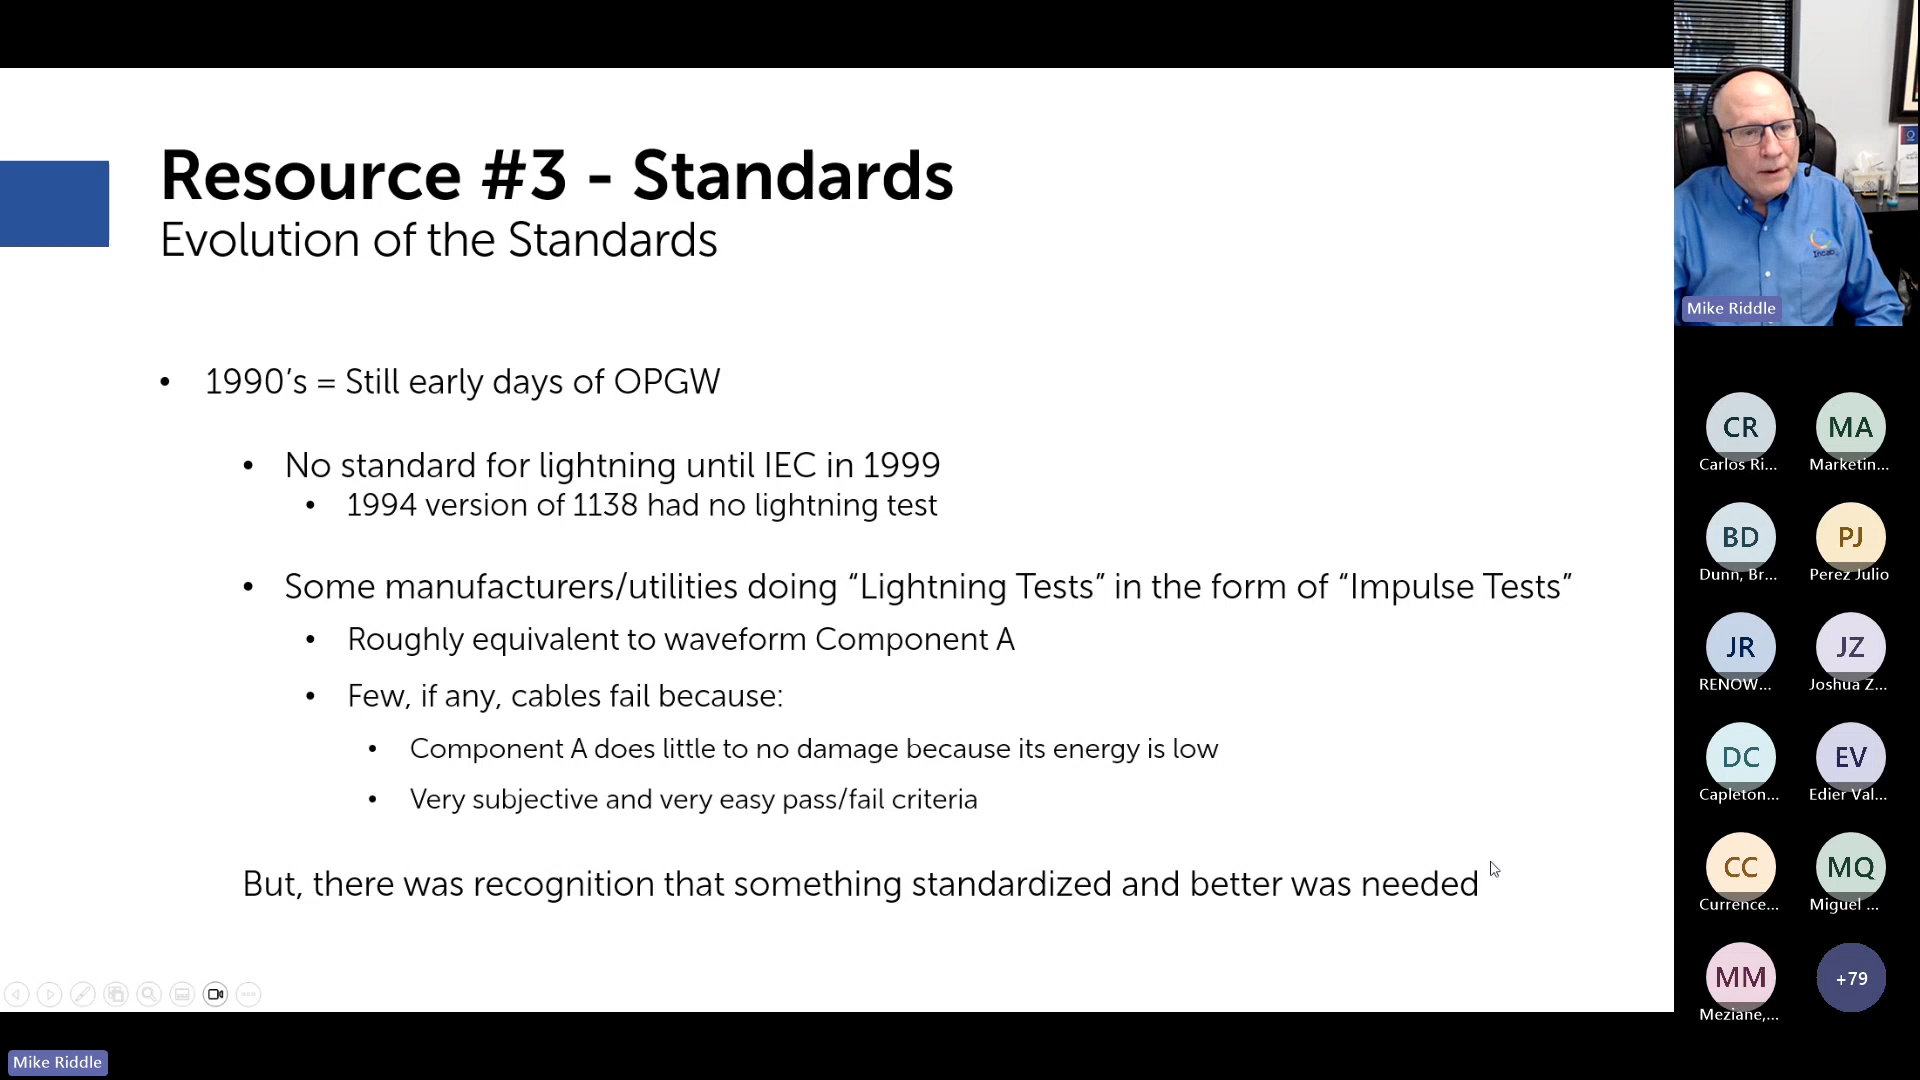 Resource #3 - Standards
Evolution of the Standards
• 1990's = Still early days of OPGW
• No standard for lightning until IEC in 1999
• 1994 version of 1138 had no lightning test
• Some manufacturers/utilities doing “Lightning Tests” in the form of “Impulse Tests”
• Roughly equivalent to waveform Component A
• Few, if any, cables fail because:
• Component A does little to no damage because its energy is low
• Very subjective and very easy pass/fail criteria
But, there was recognition that something standardized and better was needed
Mike Riddle
Incab
Mike Riddle
CR
Carlos Ri...
MA
Marketin...
BD
Dunn, Br...
PJ
Perez Julio
JR
RENOW...
JZ
Joshua Z...
DC
Capleton...
EV
Edier Val...
CC
Currence...
MQ
Miguel ...
MM
Meziane,...
+79